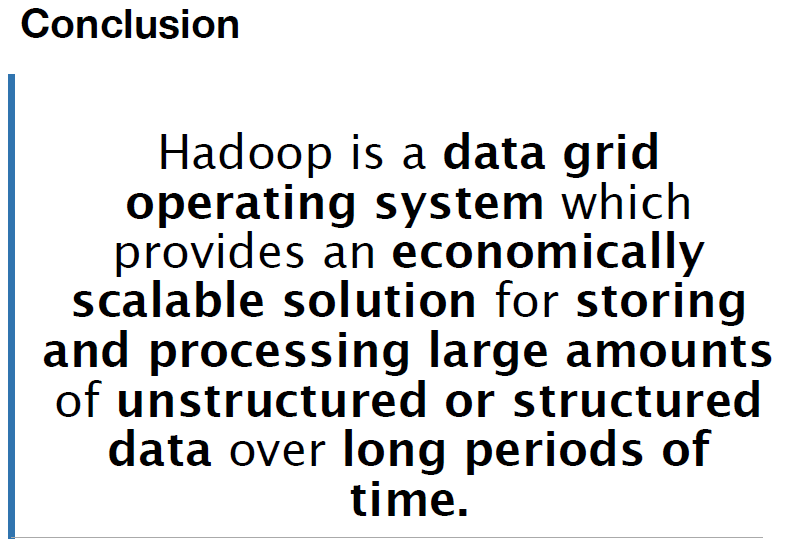 Conclusion
Hadoop is a data grid
operating system which
provides an economically
scalable solution for storing
and processing large amounts
of unstructured or structured
data over long periods of
time.